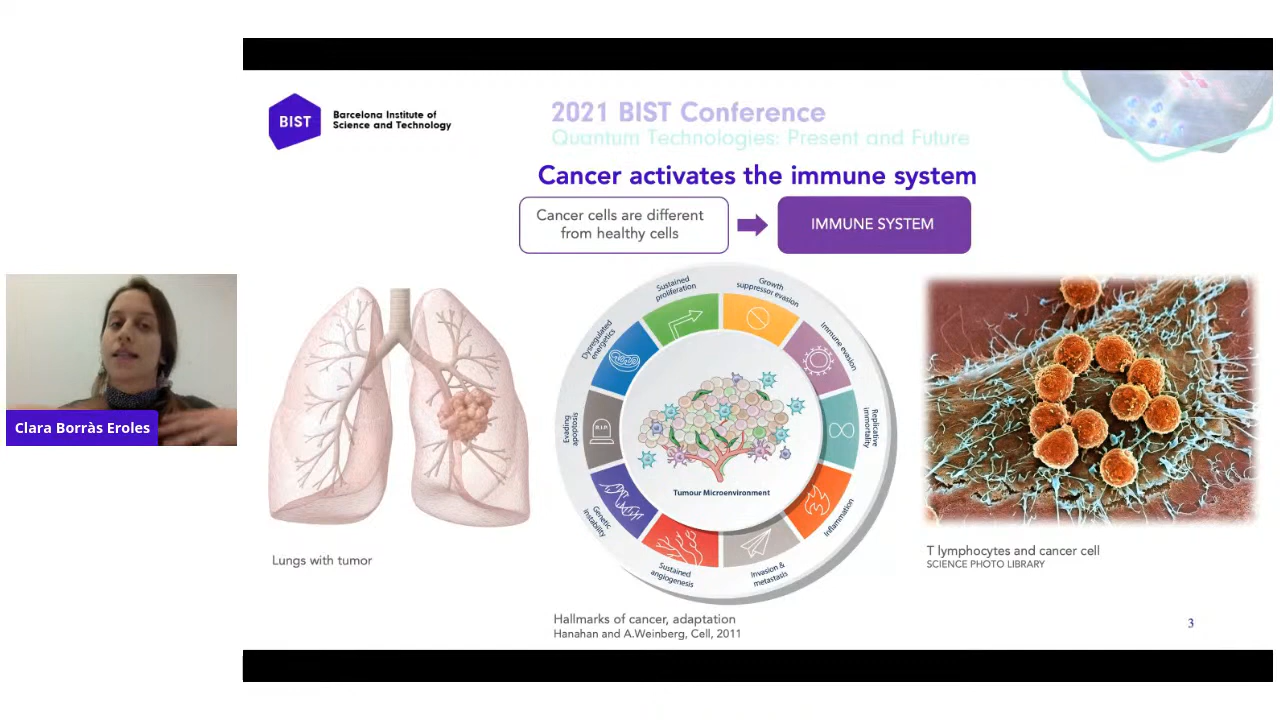 BIST
Barcelona Institute of
Science and Technology
2021 BIST Conference
Quantum Technologies: Present and Future
Cancer activates the immune system
Cancer cells are different
from healthy cells
IMMUNE SYSTEM
Sustained
proliferation
Growth
suppressor evasion
Immune evasion
Replicative
immortality
Inflammation
Invasion &
metastasis
Sustained
angiogenesis
Genetic
instability
Evading
apoptosis
R.I.P.
Dysregulated
energetics
Tumour Microenvironment
Clara Borràs Eroles
Lungs with tumor
T lymphocytes and cancer cell
SCIENCE PHOTO LIBRARY
Hallmarks of cancer, adaptation
Hanahan and A.Weinberg, Cell, 2011
3